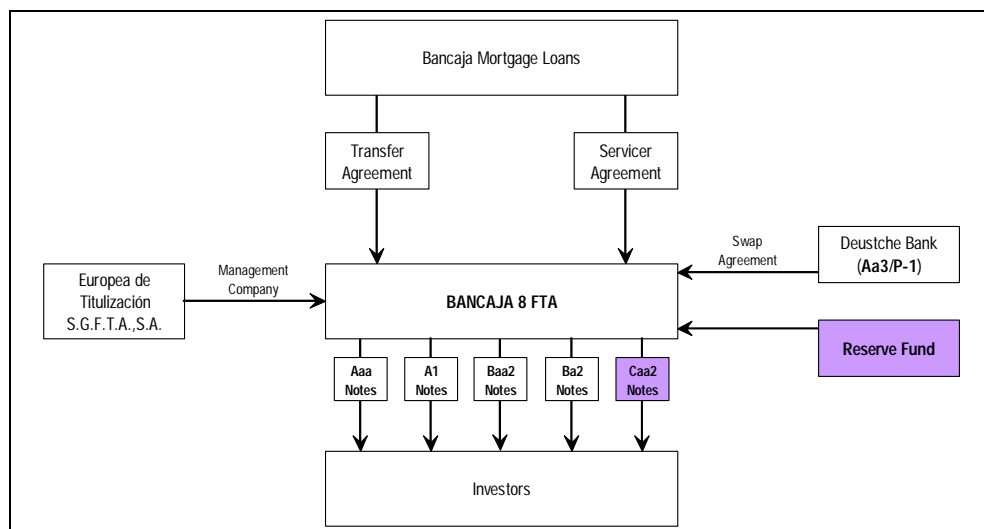 Bancaja Mortgage Loans
Transfer
Agreement
Servicer
Agreement
Europea de
Titulización
S.G.F.T.A.,S.A.
Management
Company
BANCAJA 8 FTA
Swap
Agreement
Deustche Bank
(Aa3/P-1)
Reserve Fund
Aaa
Notes
A1
Notes
Baa2
Notes
Ba2
Notes
Caa2
Notes
Investors